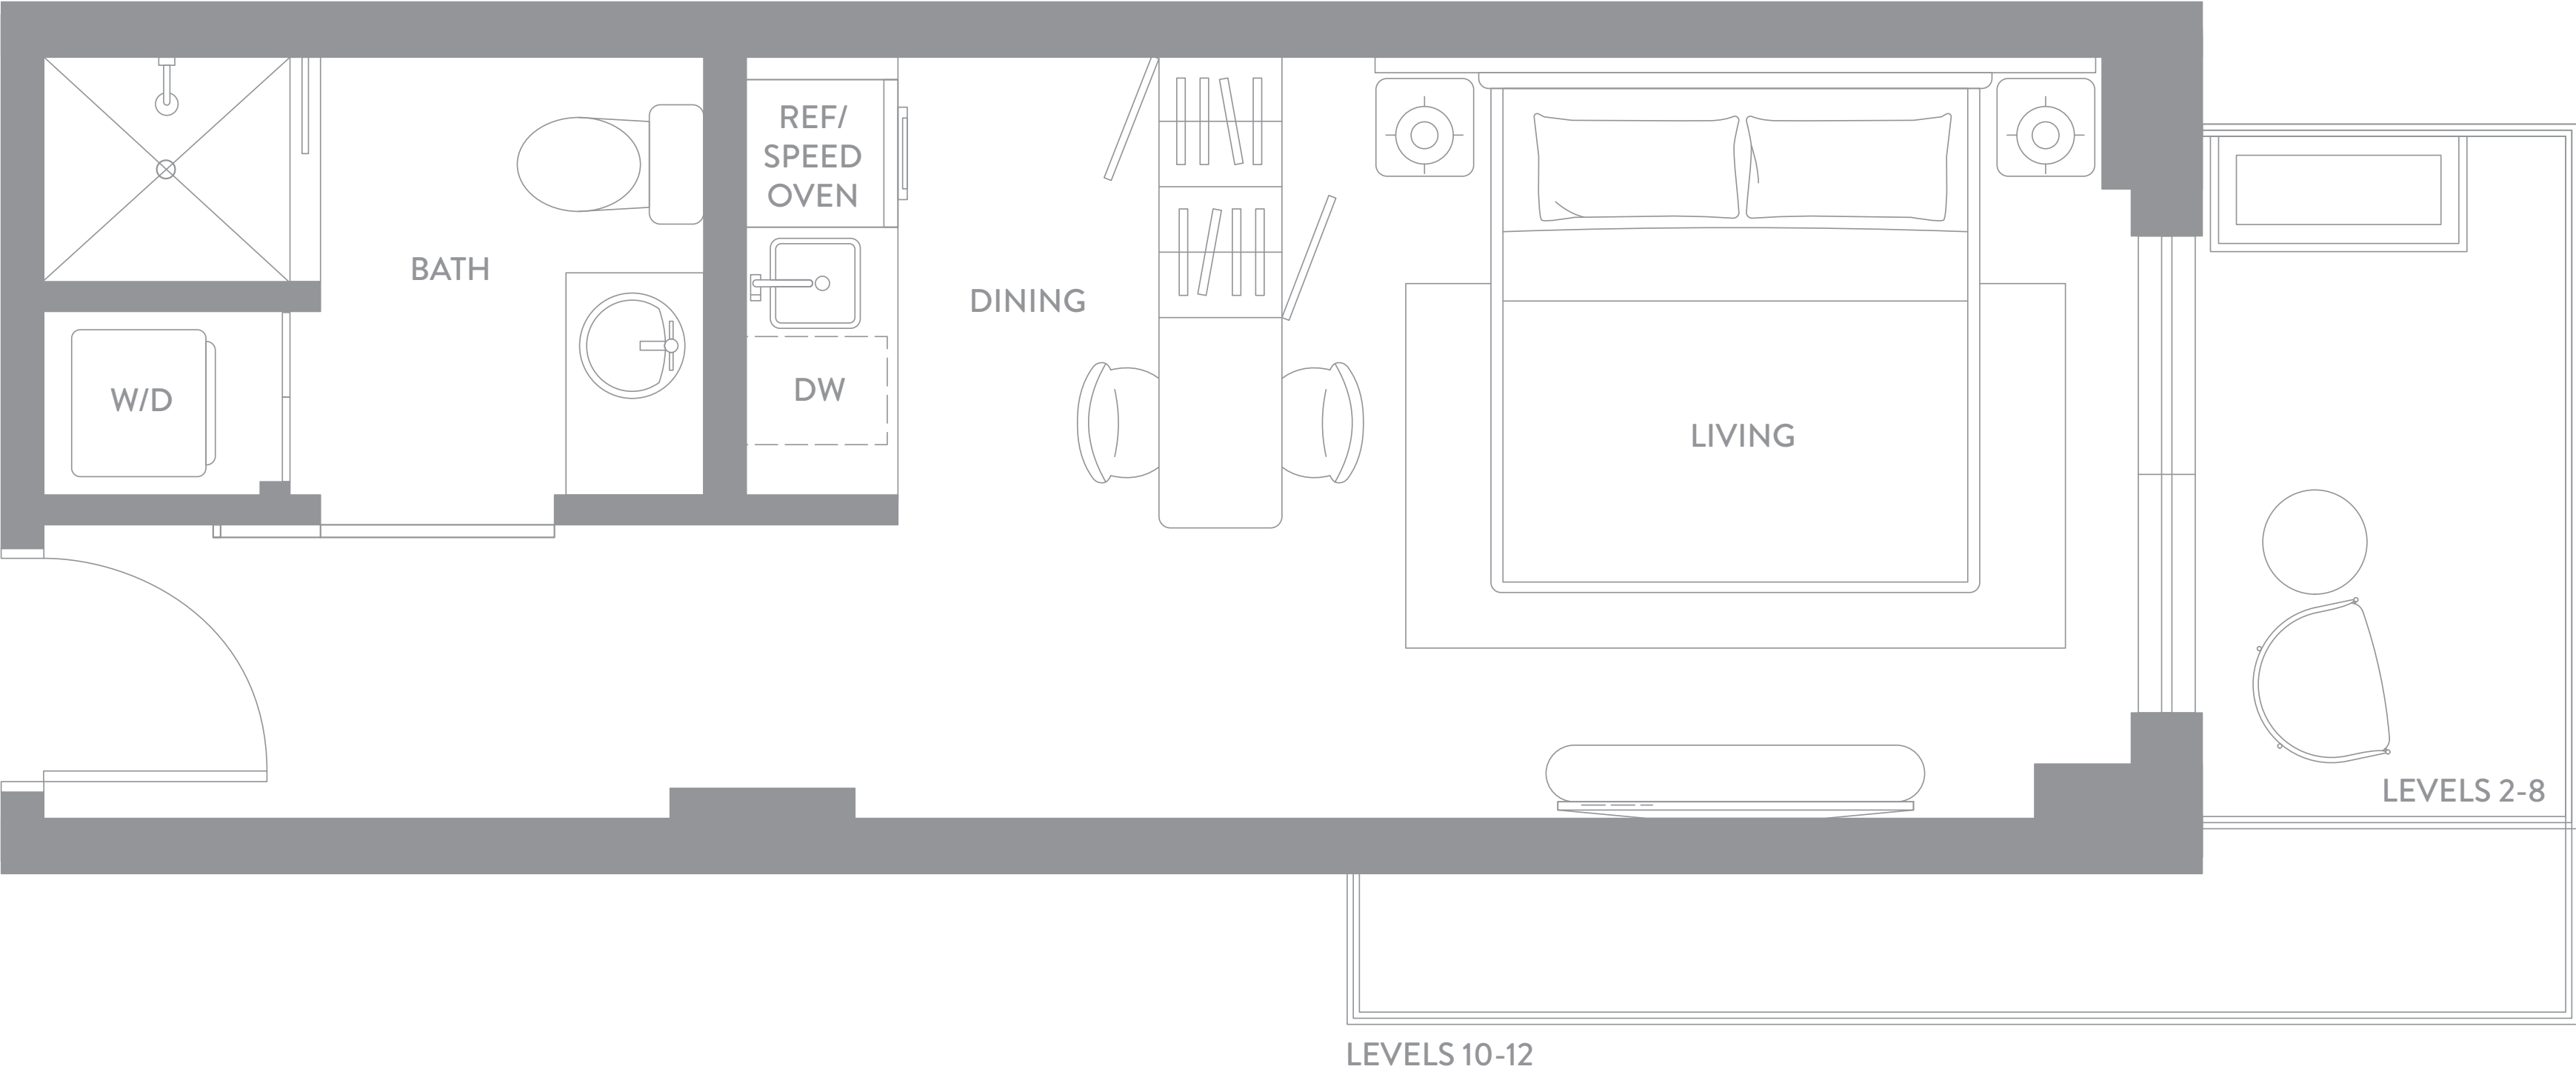 REF/
SPEED
OVEN
BATH
DINING
W/D
DW
LIVING
LEVELS 2-8
LEVELS 10-12